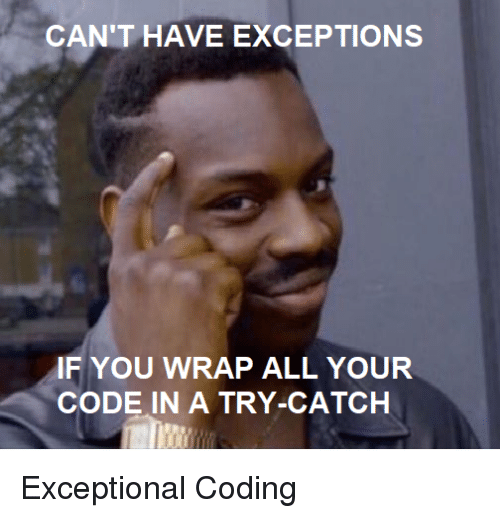 CAN'T HAVE EXCEPTIONS
IF YOU WRAP ALL YOUR
CODE IN A TRY-CATCH
Exceptional Coding